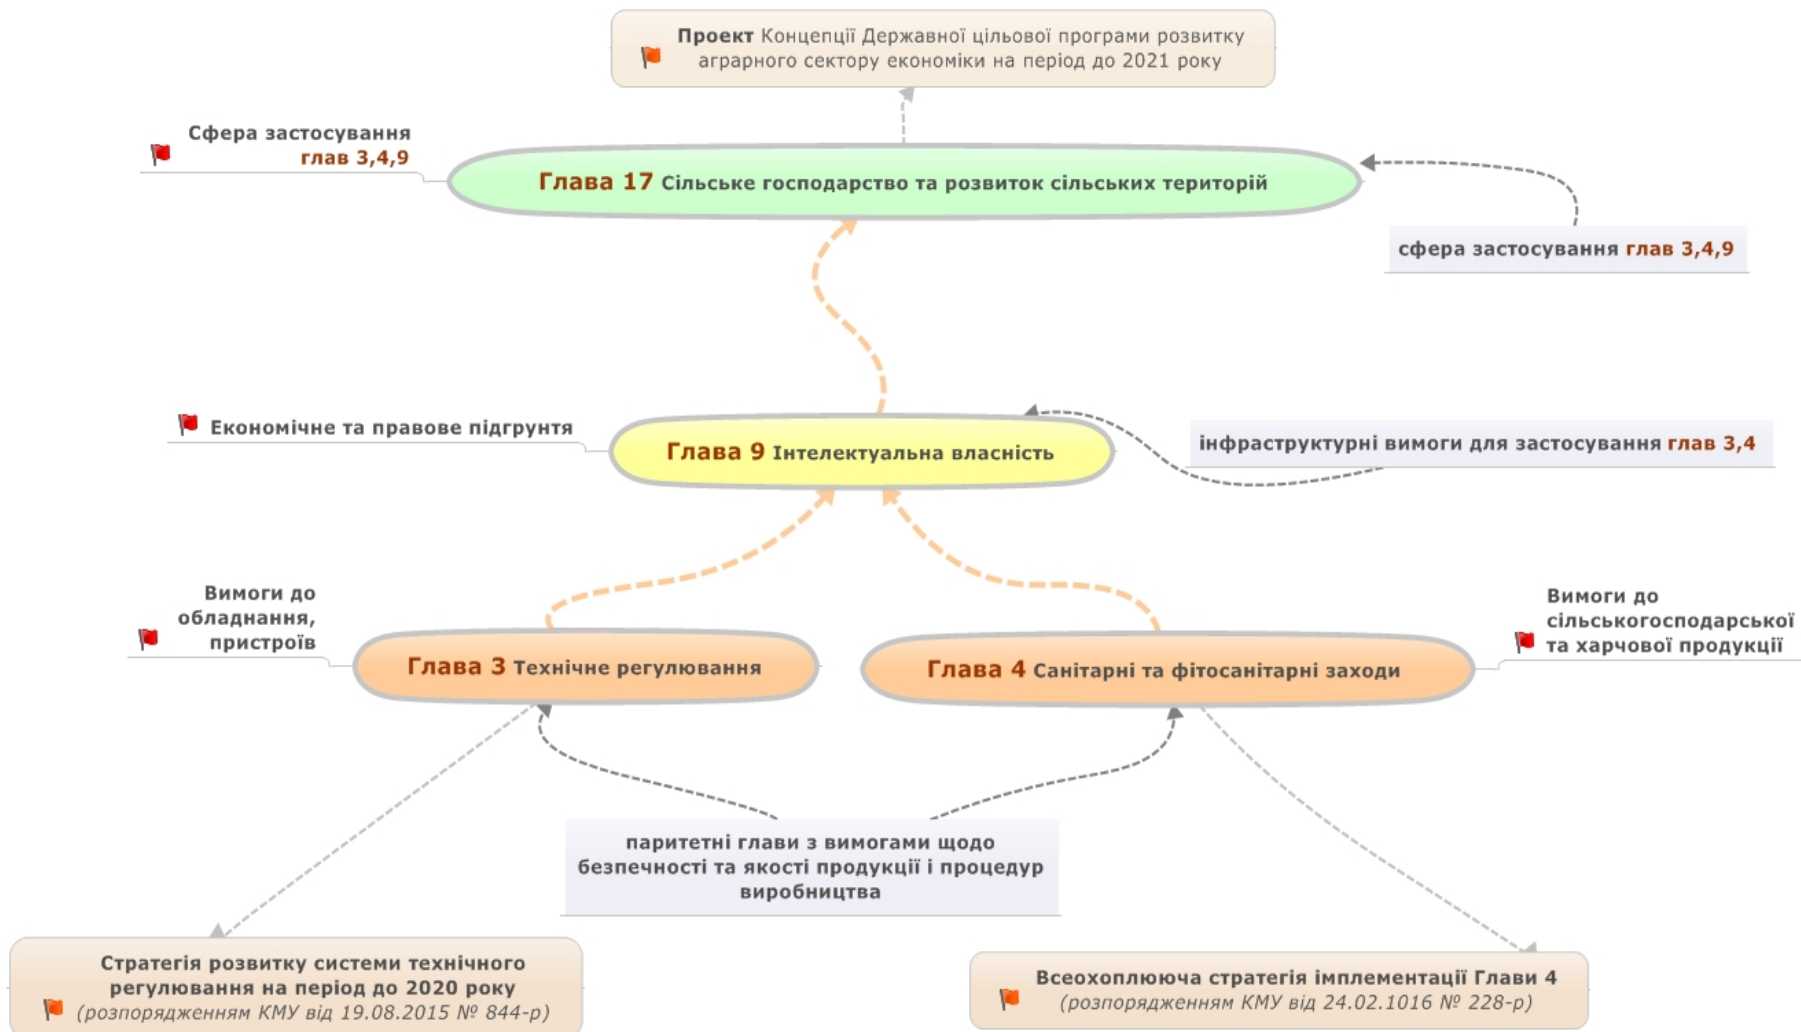 Проект Концепції Державної цільової програми розвитку
аграрного сектору економіки на період до 2021 року
Сфера застосування
глав 3,4,9
Глава 17 Сільське господарство та розвиток сільських територій
сфера застосування глав 3,4,9
Економічне та правове підгрунтя
Глава 9 Інтелектуальна власність
інфраструктурні вимоги для застосування глав 3,4
Вимоги до
обладнання,
пристроїв
Глава 3 Технічне регулювання
Глава 4 Санітарні та фітосанітарні заходи
Вимоги до
сільськогосподарської
та харчової продукції
паритетні глави з вимогами щодо
безпечності та якості продукції і процедур
виробництва
Стратегія розвитку системи технічного
регулювання на період до 2020 року
(розпорядженням КМУ від 19.08.2015 № 844-р)
Всеохоплююча стратегія імплементації Глави 4
(розпорядженням КМУ від 24.02.1016 № 228-р)